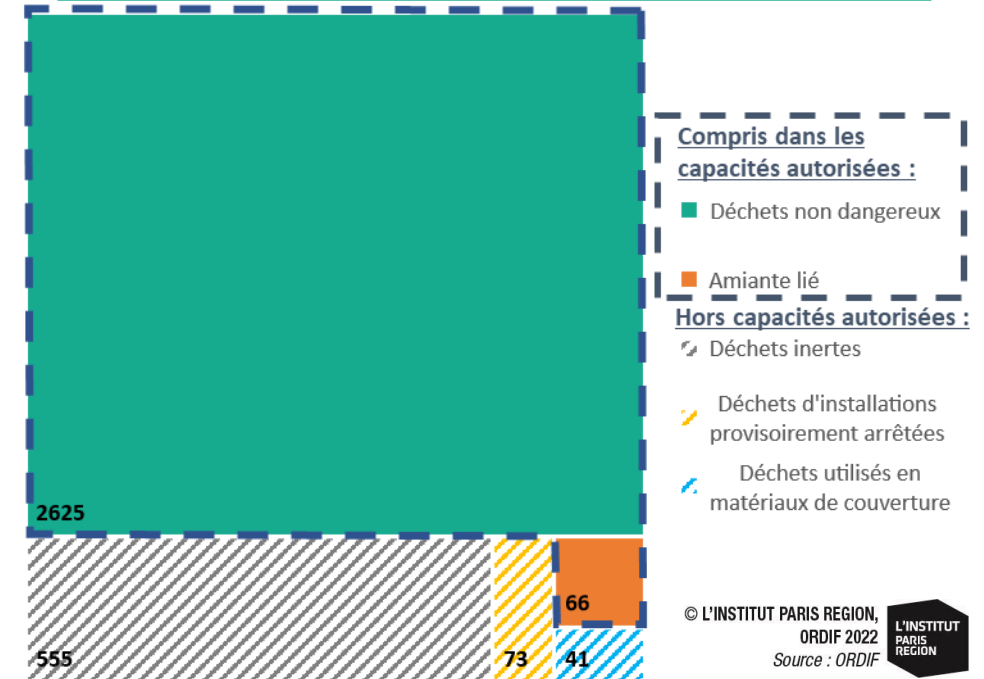 Compris dans les
capacités autorisées :
Déchets non dangereux
Amiante lié
Hors capacités autorisées :
Déchets inertes
Déchets d'installations
provisoirement arrêtées
Déchets utilisés en
matériaux de couverture
2625
66
555
73
41
© L'INSTITUT PARIS REGION,
ORDIF 2022
Source : ORDIF
L'INSTITUT
PARIS
REGION